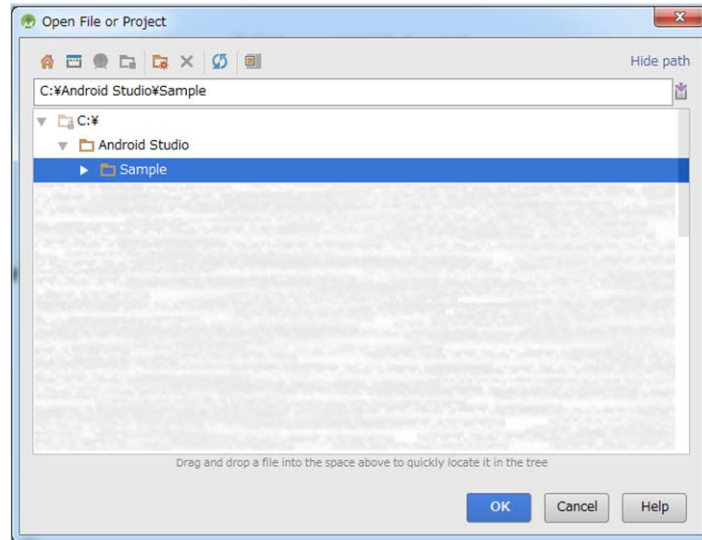 Open File or Project
Hide path
C:¥Android Studio¥Sample
C:¥
Android Studio
Sample
Drag and drop a file into the space above to quickly locate it in the tree
OK Cancel Help